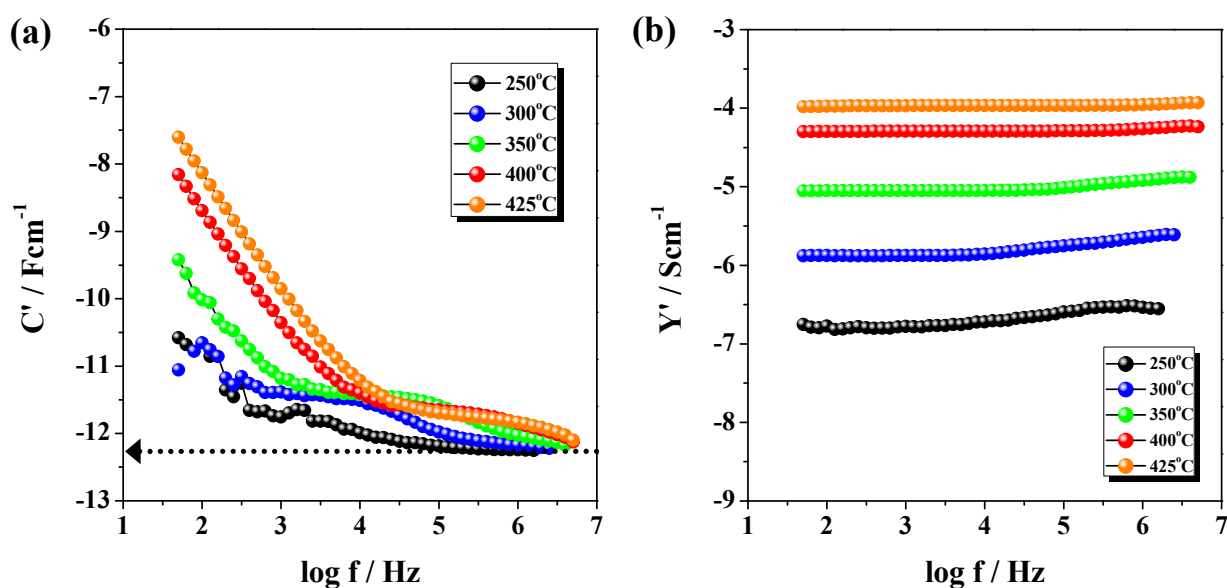 (a)
C' / Fcm-1
-6
-7
-8
-9
-10
-11
-12
-13
1 2 3 4 5 6 7
log f / Hz
250°C
300°C
350°C
400°C
425°C
(b)
Y' / Scm-1
-3
-4
-5
-6
-7
-8
-9
1 2 3 4 5 6 7
log f / Hz
250°C
300°C
350°C
400°C
425°C